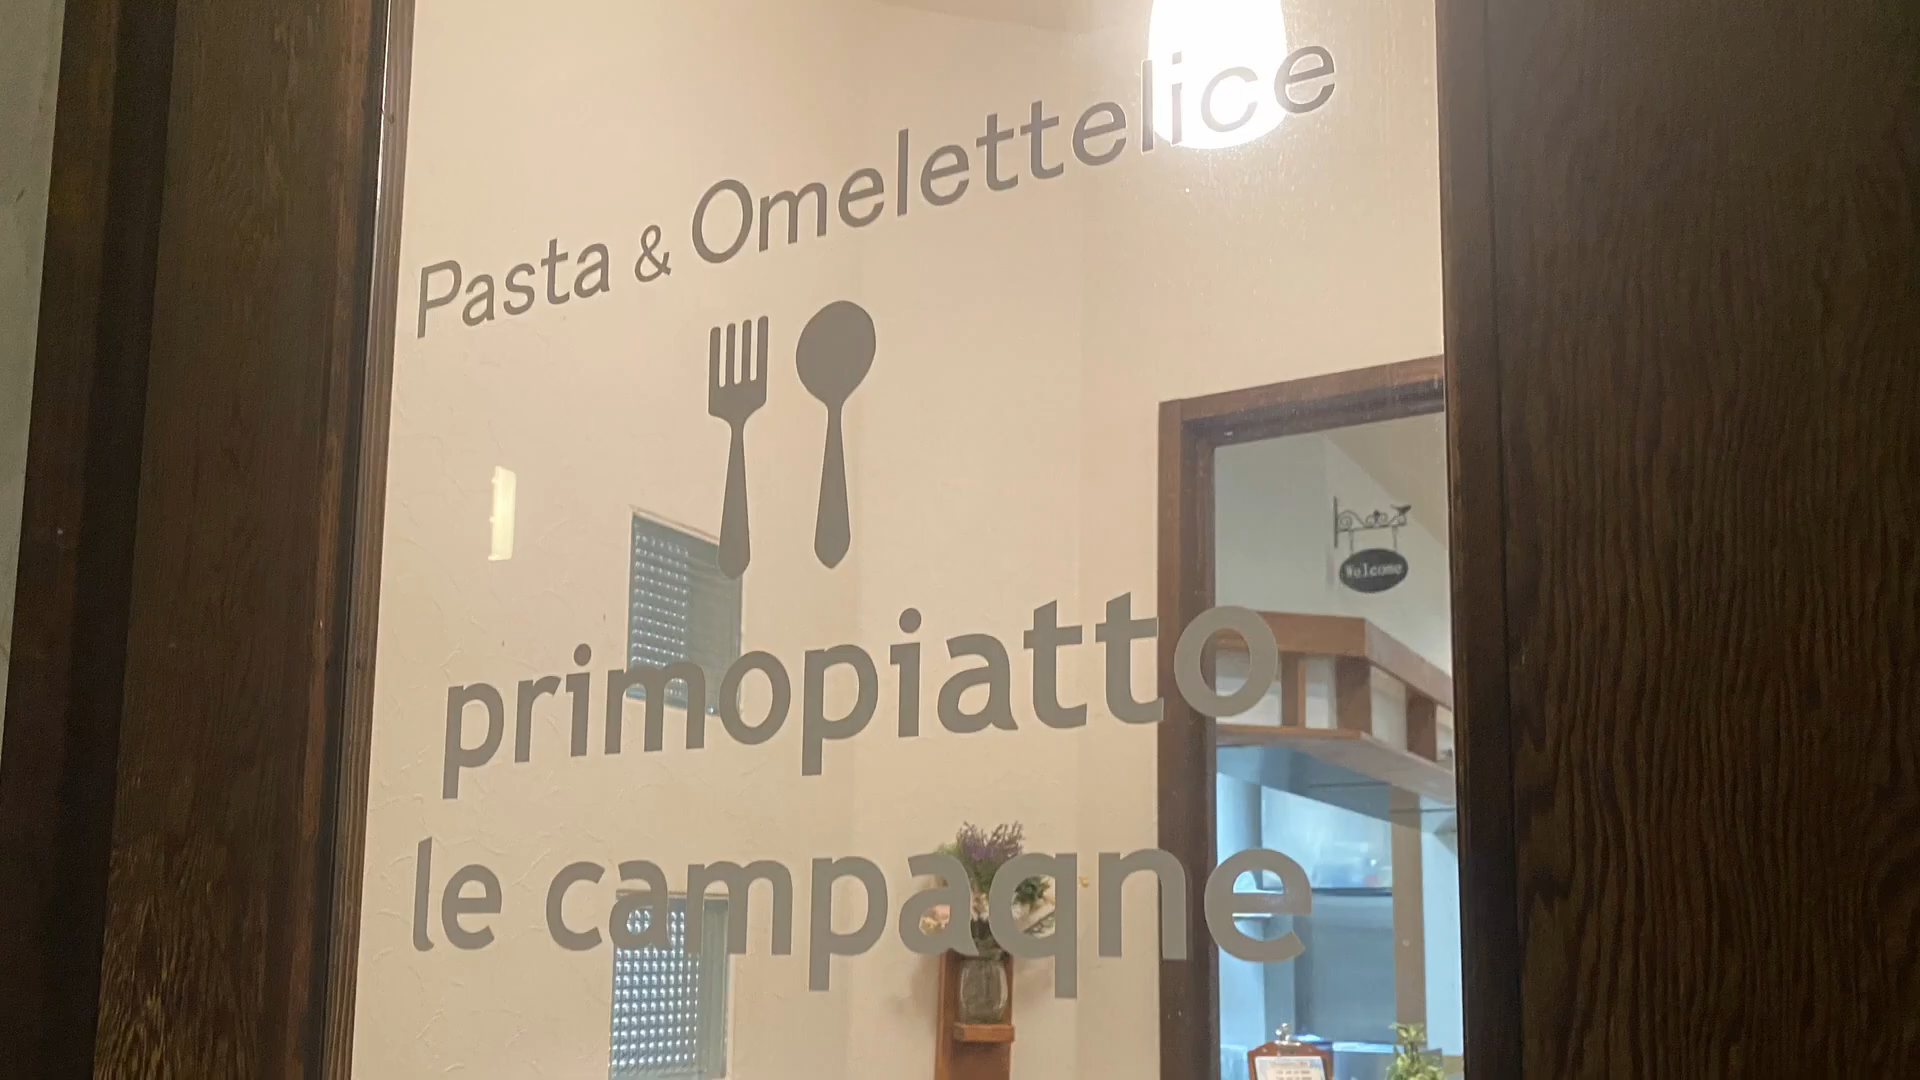 Pasta & Omelettelice
primopiatto
le campaqne
Welcome